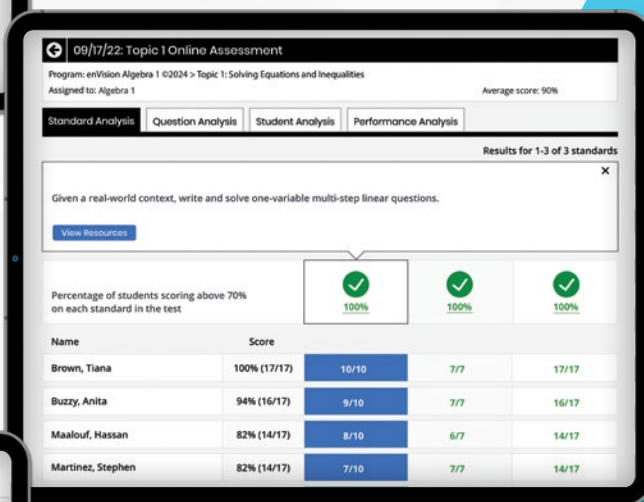 09/17/22: Topic 1 Online Assessment
Program: enVision Algebra 1 ©2024 > Topic 1: Solving Equations and Inequalities
Assigned to: Algebra 1 Average score: 90%
Standard Analysis Question Analysis Student Analysis Performance Analysis
Results for 1-3 of 3 standards
Given a real-world context, write and solve one-variable multi-step linear questions.
View Resources
Percentage of students scoring above 70%
on each standard in the test
100% 100% 100%
Name Score
Brown, Tiana 100% (17/17) 10/10 7/7 17/17
Buzzy, Anita 94% (16/17) 9/10 7/7 16/17
Maalouf, Hassan 82% (14/17) 8/10 6/7 14/17
Martinez, Stephen 82% (14/17) 7/10 7/7 14/17